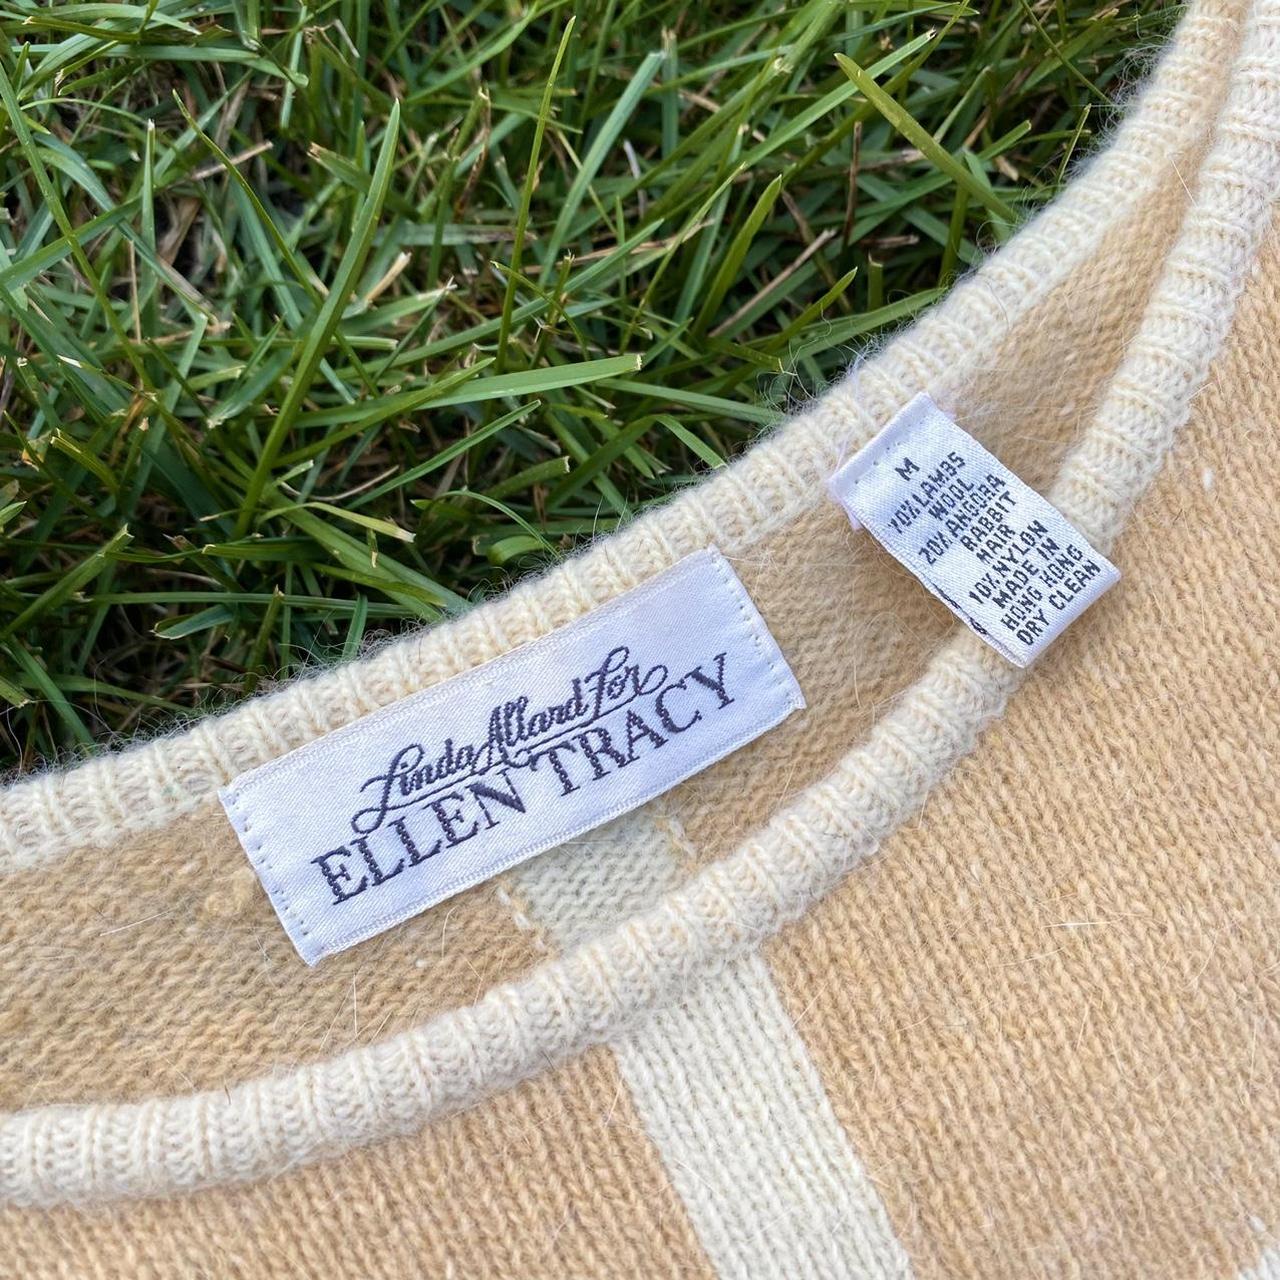 Linda Allard For
ELLEN TRACY
M
70% LAMBS
WOOL
20% ANGORA
RABBIT
HAIR
10% NYLON
MADE IN
HONG KONG
DRY CLEAN